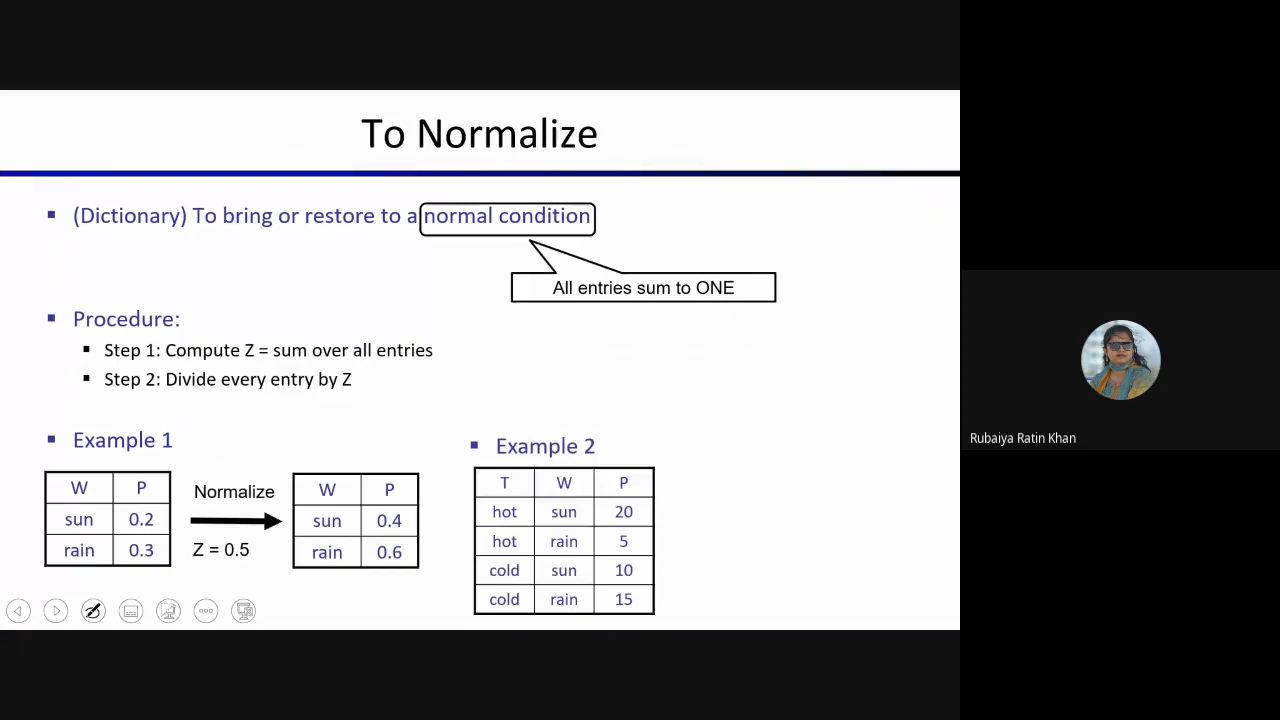 To Normalize
(Dictionary) To bring or restore to a normal condition
All entries sum to ONE
Procedure:
Step 1: Compute Z = sum over all entries
Step 2: Divide every entry by Z
Example 1
W P
sun 0.2
rain 0.3
Normalize
Z = 0.5
W P
sun 0.4
rain 0.6
Example 2
T W P
hot sun 20
hot rain 5
cold sun 10
cold rain 15
Rubaiya Ratin Khan